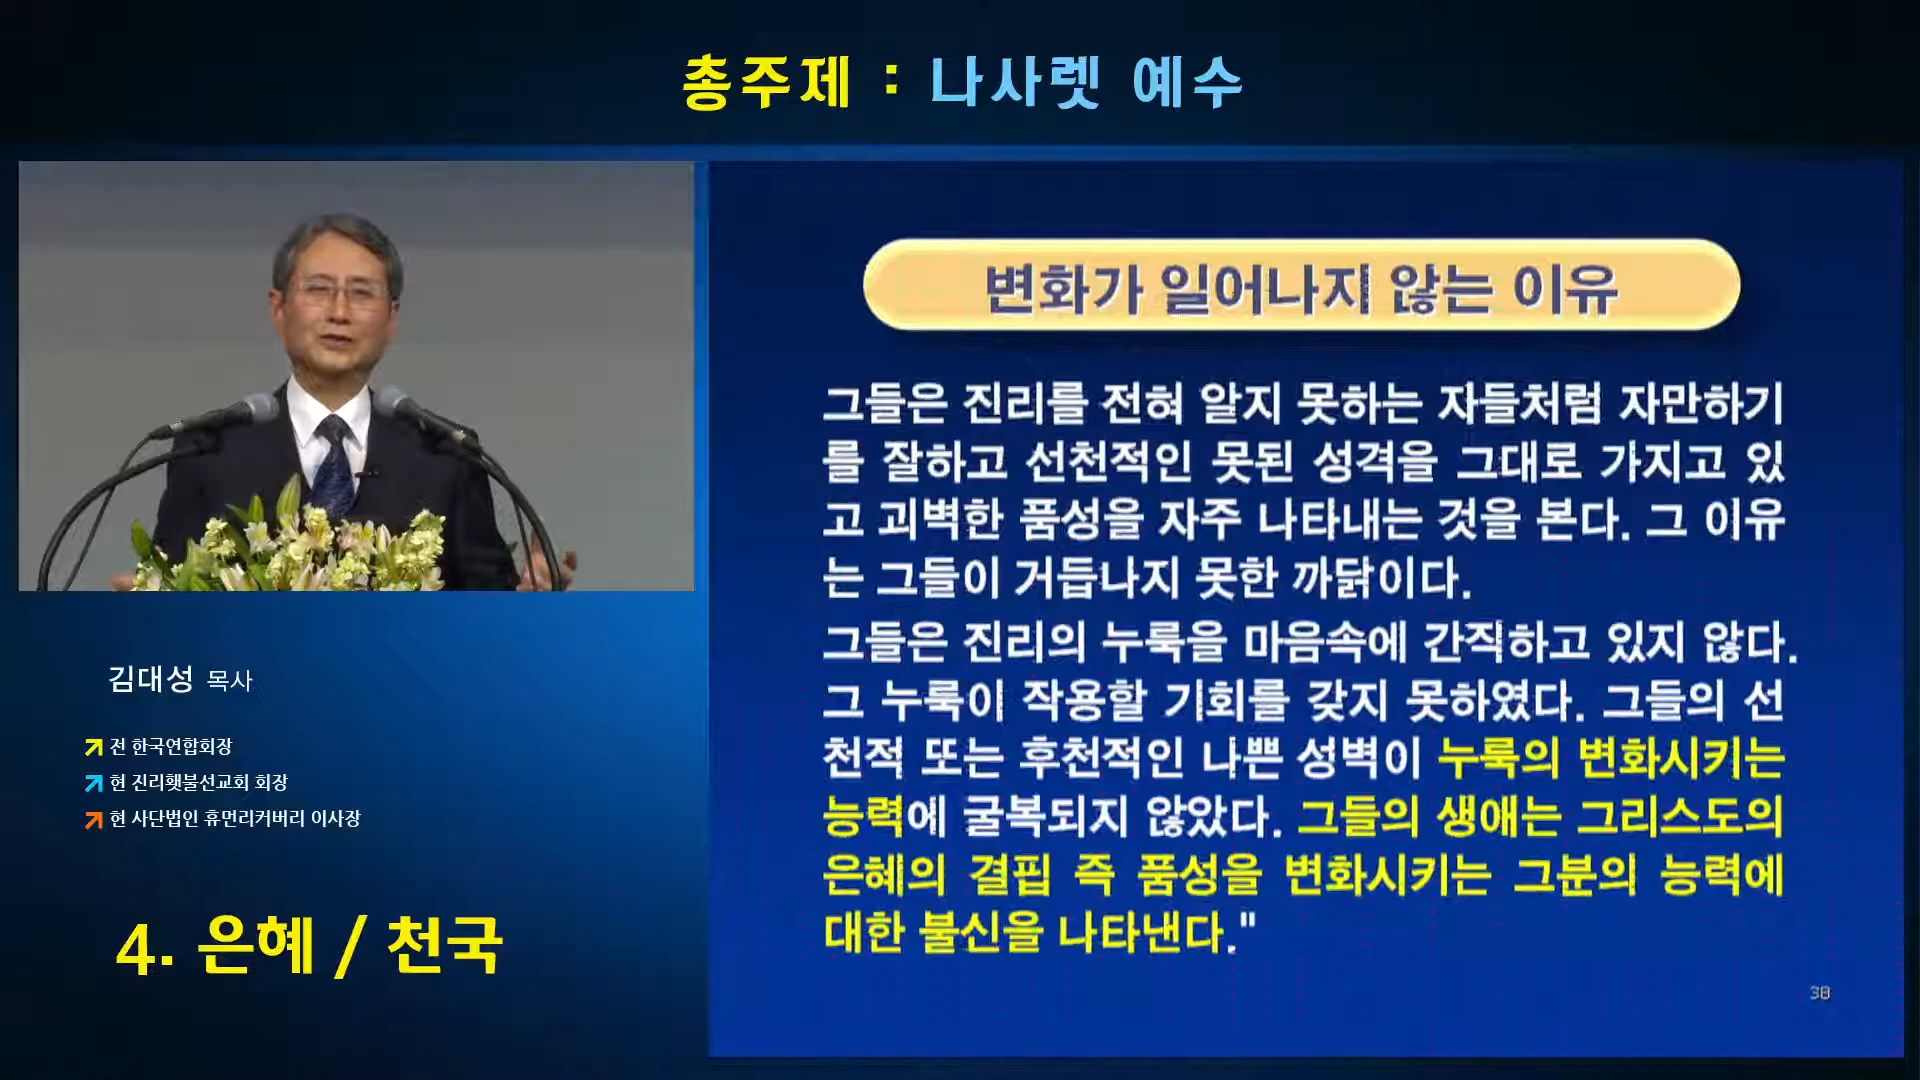 총주제 : 나사렛 예수
변화가 일어나지 않는 이유
그들은 진리를 전혀 알지 못하는 자들처럼 자만하기
를 잘하고 선천적인 못된 성격을 그대로 가지고 있
고 괴벽한 품성을 자주 나타내는 것을 본다. 그 이유
는 그들이 거듭나지 못한 까닭이다.
그들은 진리의 누룩을 마음속에 간직하고 있지 않다.
그 누룩이 작용할 기회를 갖지 못하였다. 그들의 선
천적 또는 후천적인 나쁜 성벽이 누룩의 변화시키는
능력에 굴복되지 않았다. 그들의 생애는 그리스도의
은혜의 결핍 즉 품성을 변화시키는 그분의 능력에
대한 불신을 나타낸다."
38
김대성 목사
전 한국연합회장
현 진리횃불선교회 회장
현 사단법인 휴먼리커버리 이사장
4. 은혜 / 천국